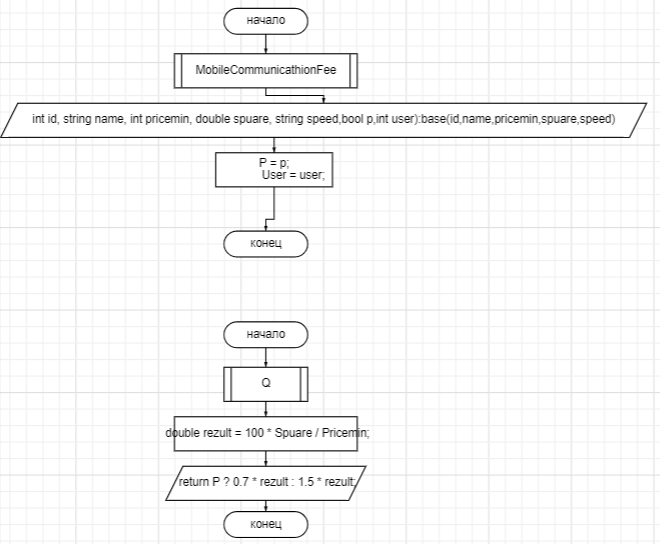 начало
MobileCommunicathionFee
int id, string name, int pricemin, double spuare, string speed,bool p,int user):base(id,name,pricemin,spuare,speed)
P = p;
User = user;
конец
начало
Q
double rezult = 100 * Spuare / Pricemin;
return P ? 0.7 * rezult : 1.5 * rezult;
конец